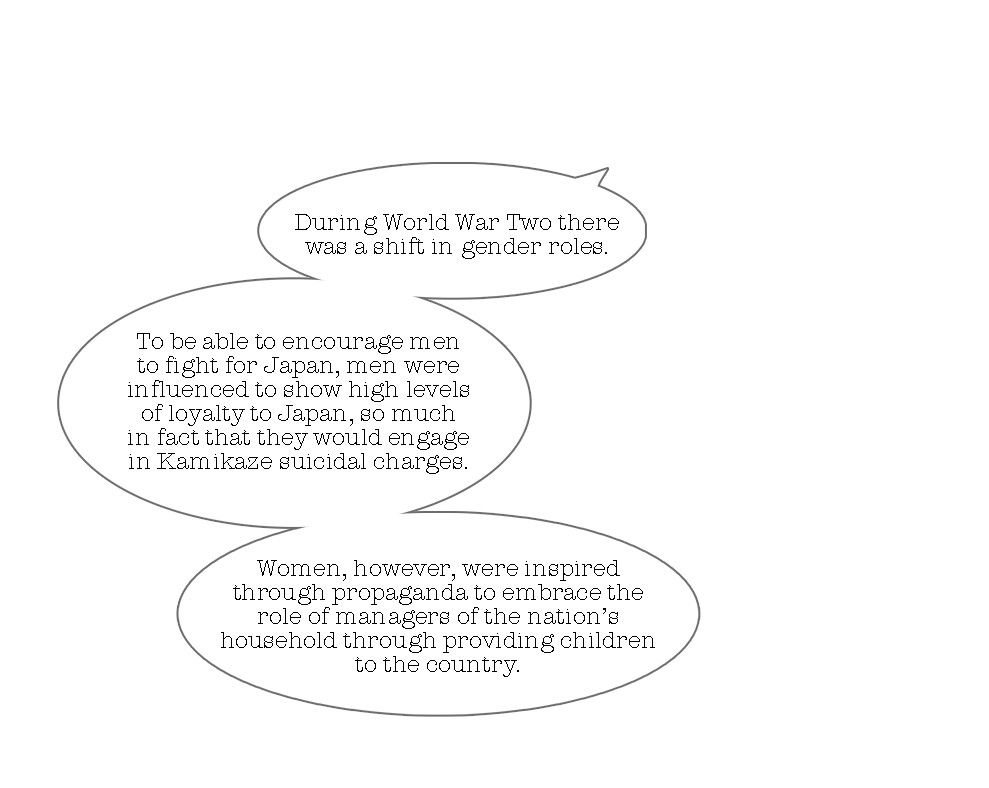 During World War Two there
was a shift in gender roles.
To be able to encourage men
to fight for Japan, men were
influenced to show high levels
of loyalty to Japan, so much
in fact that they would engage
in Kamikaze suicidal charges.
Women, however, were inspired
through propaganda to embrace the
role of managers of the nation’s
household through providing children
to the country.